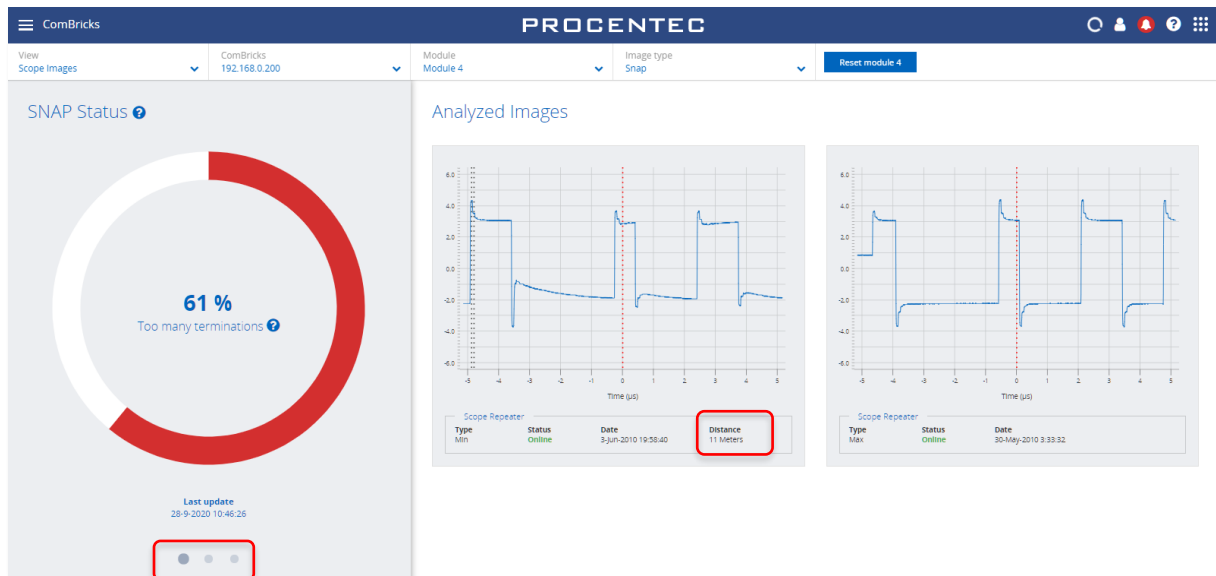 ComBricks
PROCENTEC
View
Scope Images
ComBricks
192.168.0.200
Module
Module 4
Image type
Snap
Reset module 4
SNAP Status ?
61 %
Too many terminations ?
Last update
28-9-2020 10:46:26
Analyzed Images
6.0
4.0
2.0
0.0
-2.0
-4.0
-6.0
-5 -4 -3 -2 -1 0 1 2 3 4 5
Time (µs)
Scope Repeater
Type Status Date Distance
Min Online 3-Jun-2010 19:58:40 11 Meters
6.0
4.0
2.0
0.0
-2.0
-4.0
-6.0
-5 -4 -3 -2 -1 0 1 2 3 4 5
Time (µs)
Scope Repeater
Type Status Date
Max Online 30-May-2010 3:33:32